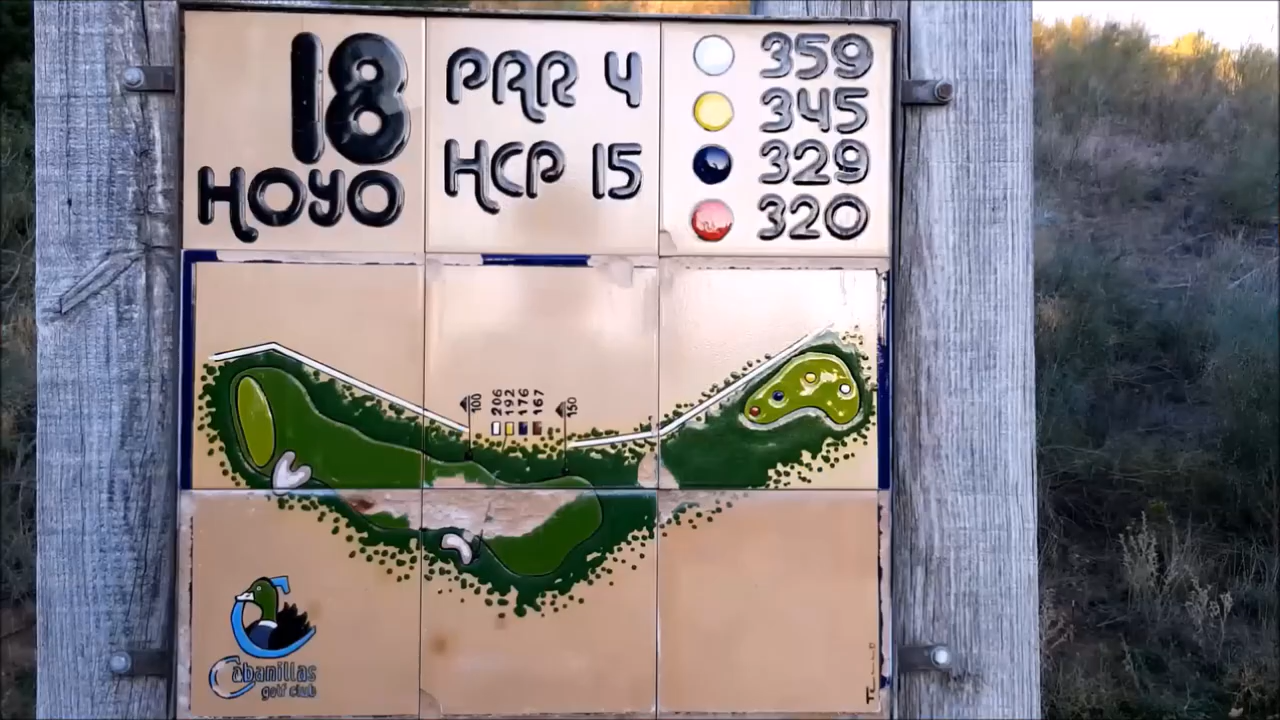 18
HOYO
PAR 4
HCP 15
359
345
329
320
100
206
192
176
167
150
Cabanillas
golf club